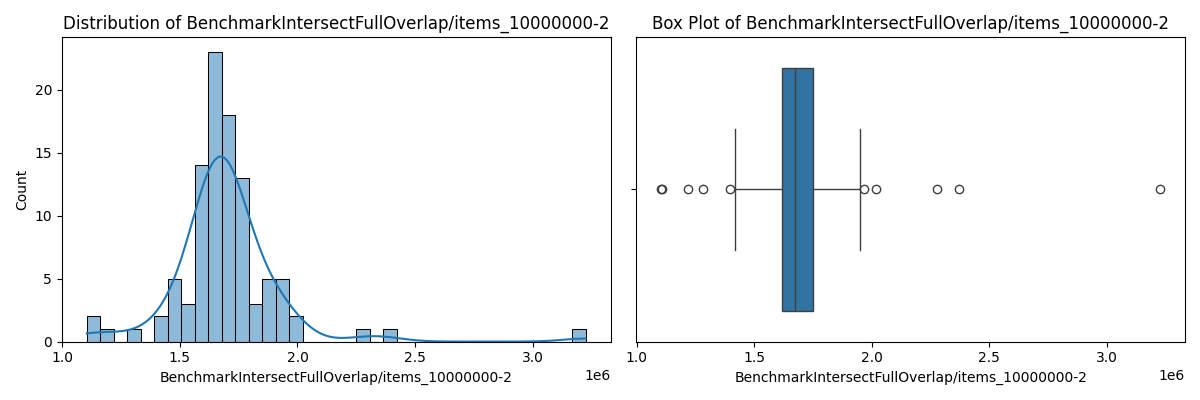 Distribution of BenchmarkIntersectFullOverlap/items_10000000-2
Count
20
15
10
5
0
1.0 1.5 2.0 2.5 3.0
1e6
BenchmarkIntersectFullOverlap/items_10000000-2
Box Plot of BenchmarkIntersectFullOverlap/items_10000000-2
1.0 1.5 2.0 2.5 3.0
1e6
BenchmarkIntersectFullOverlap/items_10000000-2